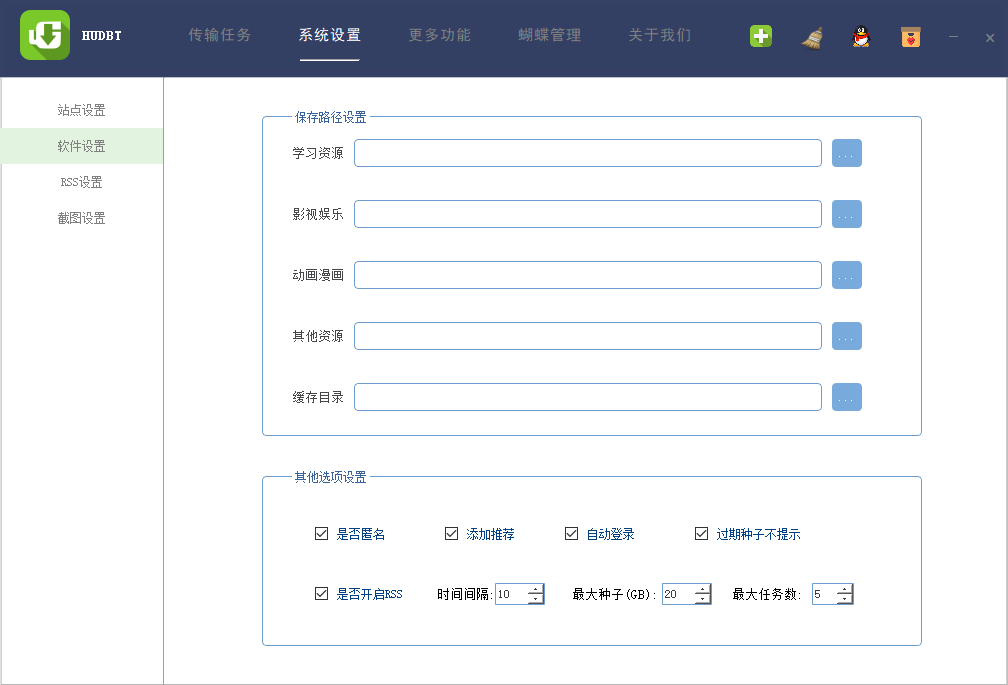 HUDBT 传输任务 系统设置 更多功能 蝴蝶管理 关于我们
站点设置
软件设置
RSS设置
截图设置
保存路径设置
学习资源 ...
影视娱乐 ...
动画漫画 ...
其他资源 ...
缓存目录 ...
其他选项设置
是否匿名 添加推荐 自动登录 过期种子不提示
是否开启RSS 时间间隔: 10 最大种子(GB): 20 最大任务数: 5